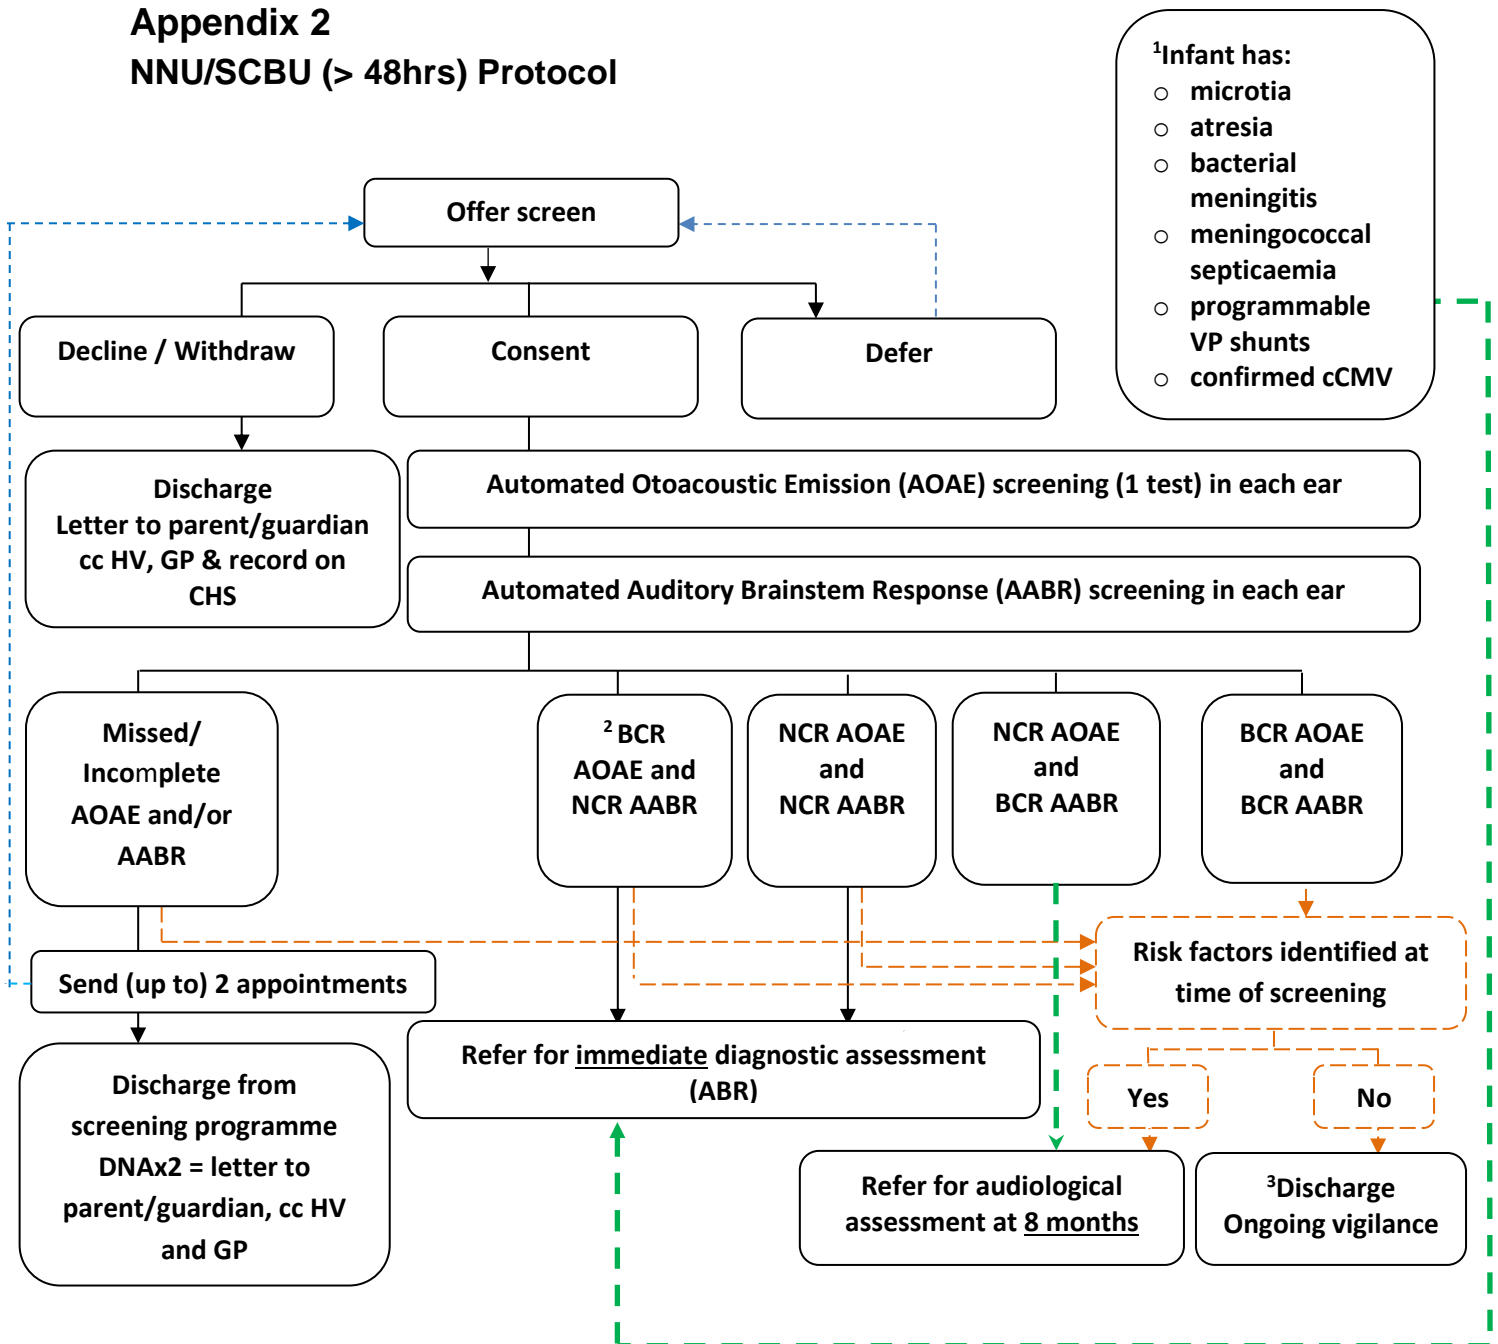 Appendix 2
NNU/SCBU (> 48hrs) Protocol
¹Infant has:
○ microtia
○ atresia
○ bacterial
meningitis
○ meningococcal
septicaemia
○ programmable
VP shunts
○ confirmed cCMV
Offer screen
Decline / Withdraw
Consent
Defer
Discharge
Letter to parent/guardian
cc HV, GP & record on
CHS
Automated Otoacoustic Emission (AOAE) screening (1 test) in each ear
Automated Auditory Brainstem Response (AABR) screening in each ear
Missed/
Incomplete
AOAE and/or
AABR
² BCR
AOAE and
NCR AABR
NCR AOAE
and
NCR AABR
NCR AOAE
and
BCR AABR
BCR AOAE
and
BCR AABR
Send (up to) 2 appointments
Risk factors identified at
time of screening
Refer for immediate diagnostic assessment
(ABR)
Yes
No
Discharge from
screening programme
DNAx2 = letter to
parent/guardian, cc HV
and GP
Refer for audiological
assessment at 8 months
³Discharge
Ongoing vigilance